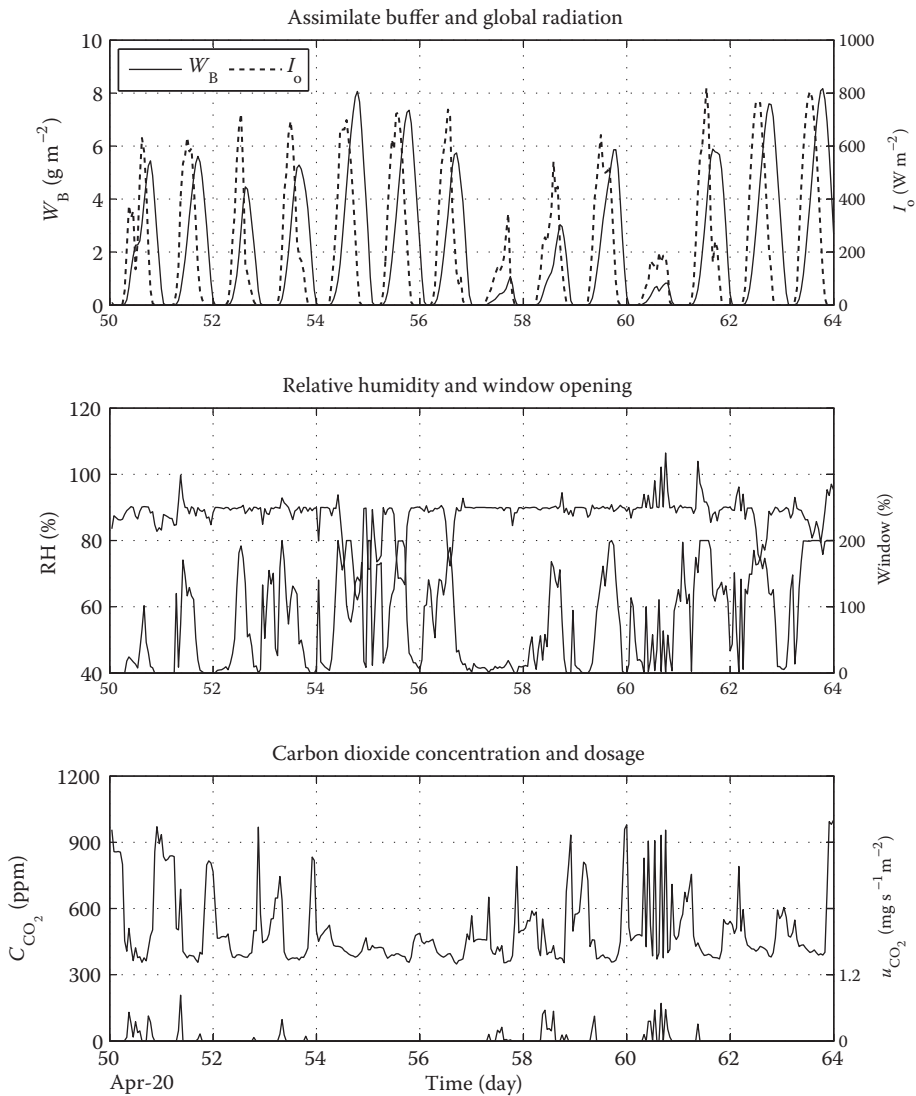 Assimilate buffer and global radiation
10
8
6
4
2
0
W_B (g m⁻²)
W_B I_o
1000
800
600
400
200
0
I_o (W m⁻²)
50 52 54 56 58 60 62 64
Relative humidity and window opening
120
100
80
60
40
RH (%)
200
100
0
Window (%)
50 52 54 56 58 60 62 64
Carbon dioxide concentration and dosage
1200
900
600
300
0
C_CO₂ (ppm)
1.2
0
u_CO₂ (mg s⁻¹ m⁻²)
50 52 54 56 58 60 62 64
Apr-20
Time (day)